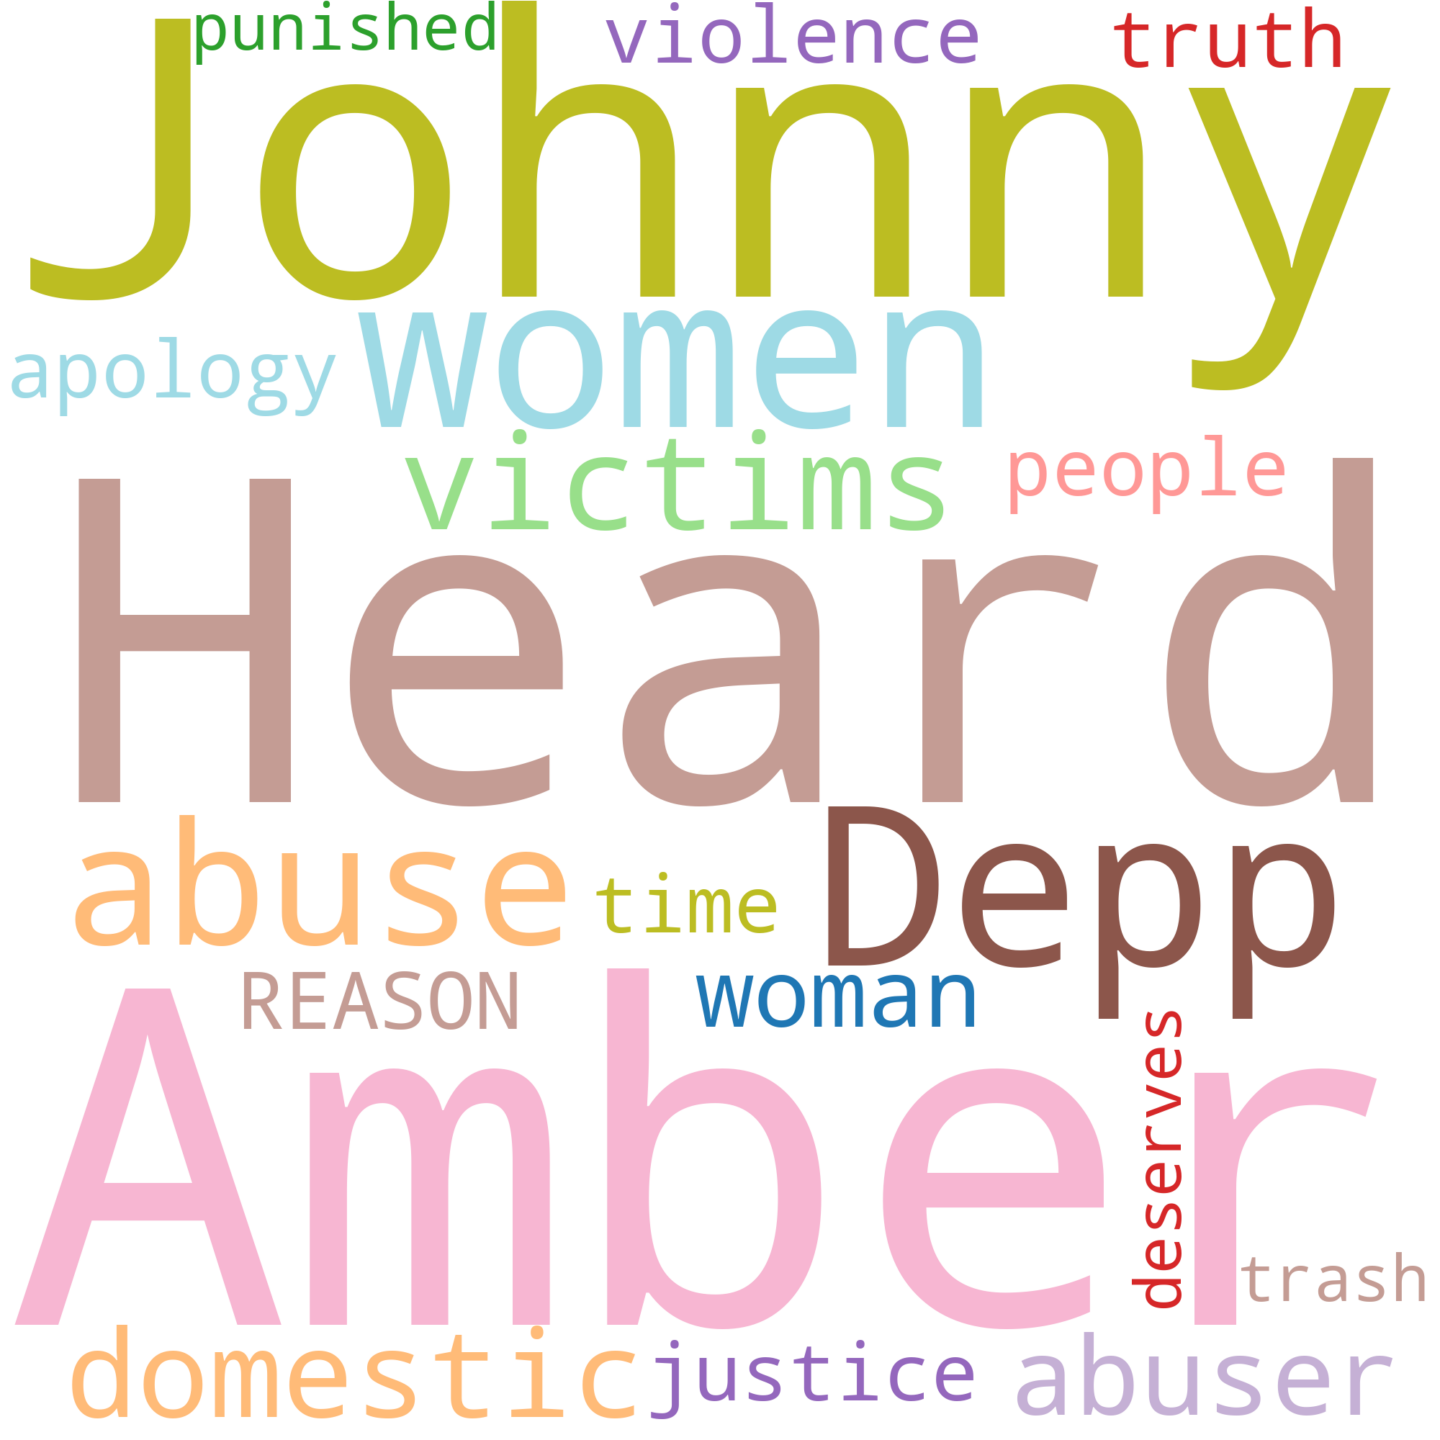 punished violence truth
Johnny
apology women
victims people
Heard
abuse time Depp
REASON woman
deserves
Amber
trash
domestic justice abuser